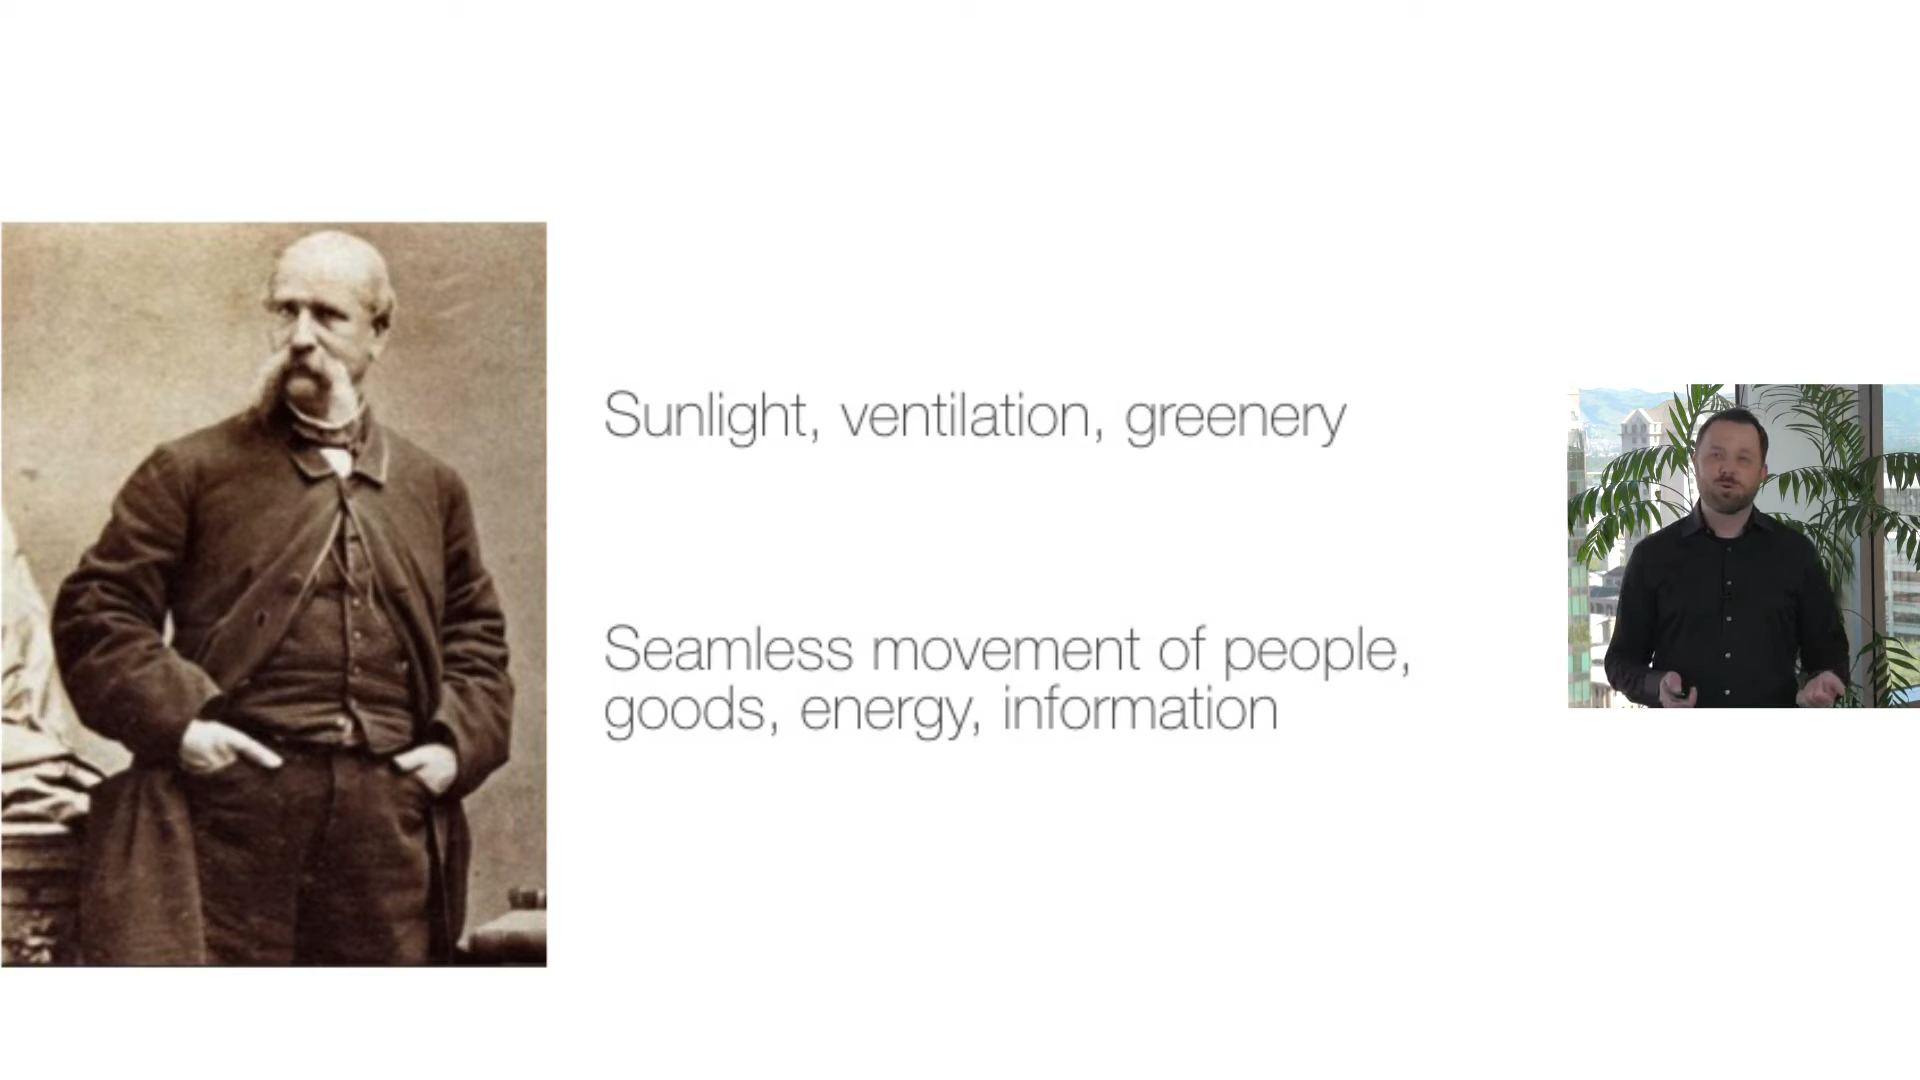 Sunlight, ventilation, greenery
Seamless movement of people,
goods, energy, information